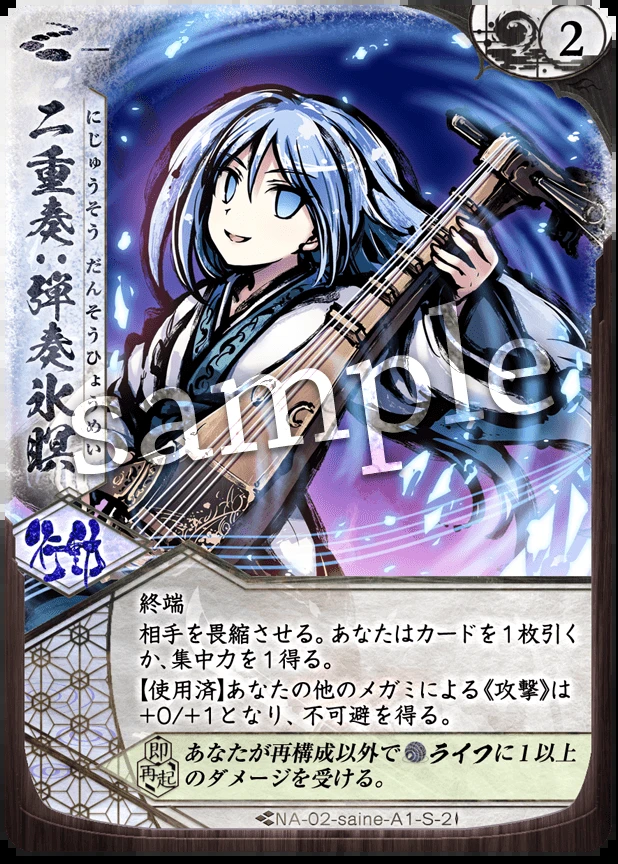 2
二重奏:弾奏氷瞑
にじゅうそう だんそうひょうめい
sample
行動
終端
相手を畏縮させる。あなたはカードを1枚引く
か、集中力を1得る。
【使用済】あなたの他のメガミによる《攻撃》は
+0/+1となり、不可避を得る。
即再起
あなたが再構成以外でライフに1以上
のダメージを受ける。
NA-02-saine-A1-S-2